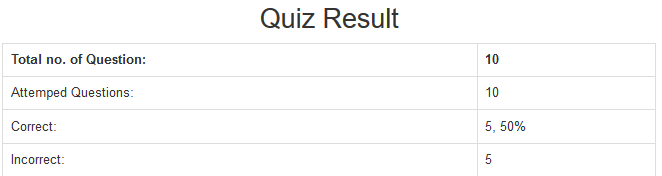 Quiz Result
Total no. of Question: 10
Attemped Questions: 10
Correct: 5, 50%
Incorrect: 5